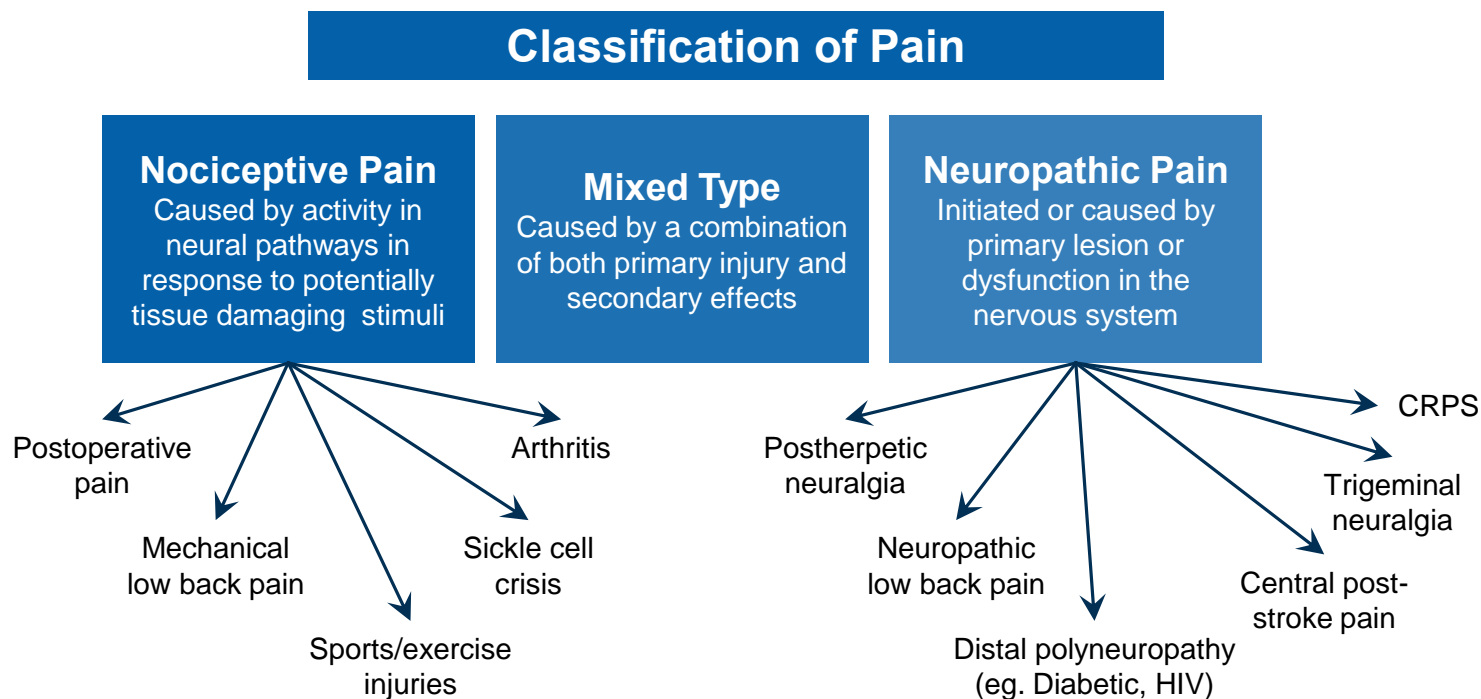 Classification of Pain
Nociceptive Pain
Caused by activity in
neural pathways in
response to potentially
tissue damaging  stimuli
Mixed Type
Caused by a combination
of both primary injury and
secondary effects
Neuropathic Pain
Initiated or caused by
primary lesion or
dysfunction in the
nervous system
Postoperative
pain
Mechanical
low back pain
Sports/exercise
injuries
Sickle cell
crisis
Arthritis
Postherpetic
neuralgia
Neuropathic
low back pain
Distal polyneuropathy
(eg. Diabetic, HIV)
Central post-
stroke pain
Trigeminal
neuralgia
CRPS